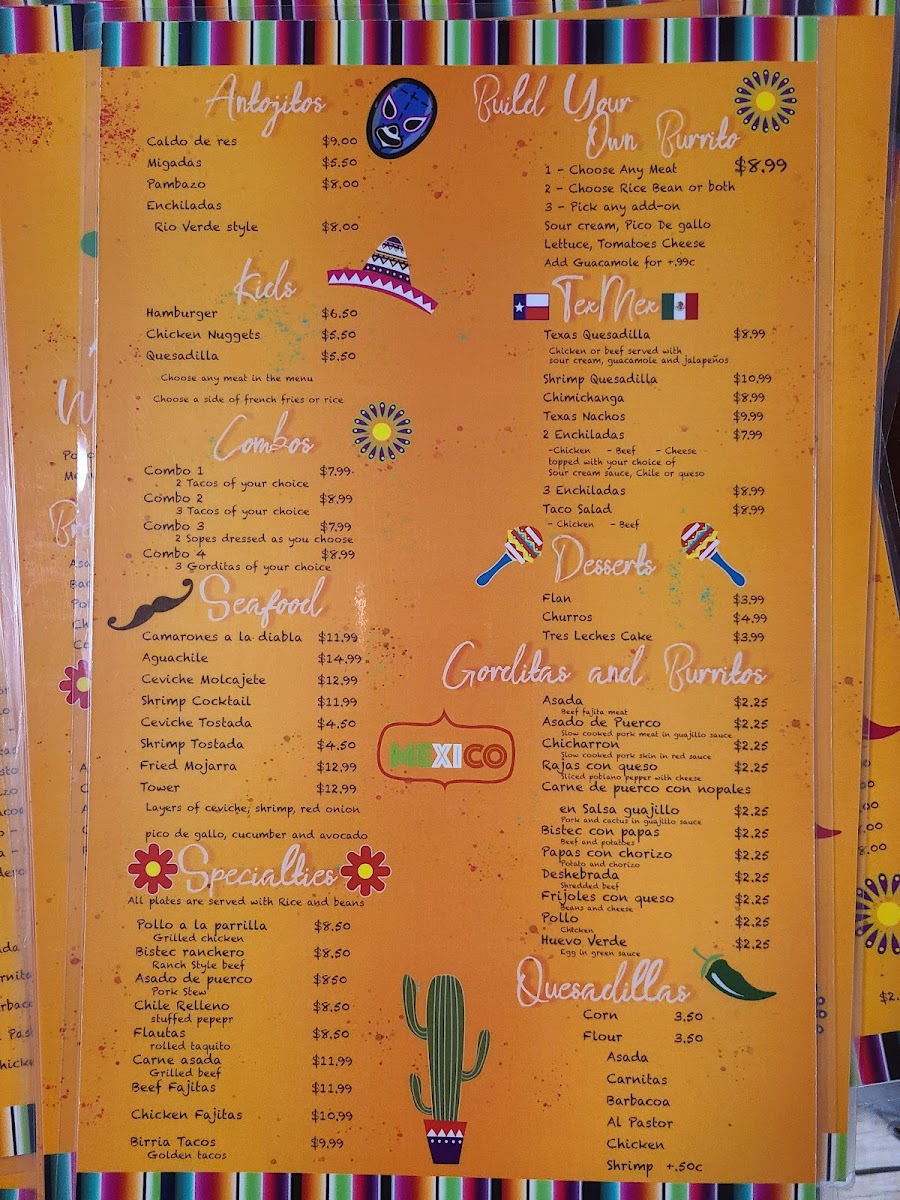 Antojitos
Caldo de res $9.00
Migadas $5.50
Pambazo $8.00
Enchiladas
Rio Verde style $8.00
Kids
Hamburger $6.50
Chicken Nuggets $5.50
Quesadilla $5.50
Choose any meat in the menu
Choose a side of french fries or rice
Combos
Combo 1 $7,99
2 Tacos of your choice
Combo 2 $8,99
3 Tacos of your choice
Combo 3 $7,99
2 Sopes dressed as you choose
Combo 4 $8,99
3 Gorditas of your choice
Seafood
Camarones a la diabla $11,99
Aguachile $14,99
Ceviche Molcajete $12,99
Shrimp Cocktail $11,99
Ceviche Tostada $4.50
Shrimp Tostada $4.50
Fried Mojarra $12,99
Tower $12,99
Layers of ceviche, shrimp, red onion
pico de gallo, cucumber and avocado
Specialties
All plates are served with Rice and beans
Pollo a la parrilla $8,50
Grilled chicken
Bistec ranchero $8,50
Ranch Style beef
Asado de puerco $850
Pork Stew
Chile Relleno $8,50
stuffed pepepr
Flautas $8,50
rolled taquito
Carne asada $11,99
Grilled beef
Beef Fajitas $11,99
Chicken Fajitas $10,99
Birria Tacos $9,99
Golden tacos
MEXICO
Build Your
Own Burrito
1 - Choose Any Meat $8.99
2 - Choose Rice Bean or both
3 - Pick any add-on
Sour cream, Pico De gallo
Lettuce, Tomatoes Cheese
Add Guacamole for +,99c
TexMex
Texas Quesadilla $8,99
Chicken or beef served with
sour cream, guacamole and jalapeños
Shrimp Quesadilla $10,99
Chimichanga $8,99
Texas Nachos $9,99
2 Enchiladas $7,99
-Chicken - Beef - Cheese
topped with your choice of
Sour cream sauce, Chile or queso
3 Enchiladas $8,99
Taco Salad $8,99
- Chicken - Beef
Desserts
Flan $3,99
Churros $4,99
Tres Leches Cake $3,99
Gorditas and Burritos
Asada $2.25
Beef fajita meat
Asado de Puerco $2.25
Slow cooked pork meat in guajillo sauce
Chicharron $2.25
Slow cooked pork skin in red sauce
Rajas con queso $2.25
Sliced poblano pepper with cheese
Carne de puerco con nopales
en Salsa guajillo $2.25
Pork and cactus in guajillo sauce
Bistec con papas $2.25
Beef and potatoes
Papas con chorizo $2.25
Potato and chorizo
Deshebrada $2.25
Shredded beef
Frijoles con queso $2.25
Beans and cheese
Pollo $2.25
Chicken
Huevo Verde $2.25
Egg in green sauce
Quesadillas
Corn 3,50
Flour 3,50
Asada
Carnitas
Barbacoa
Al Pastor
Chicken
Shrimp +.50c